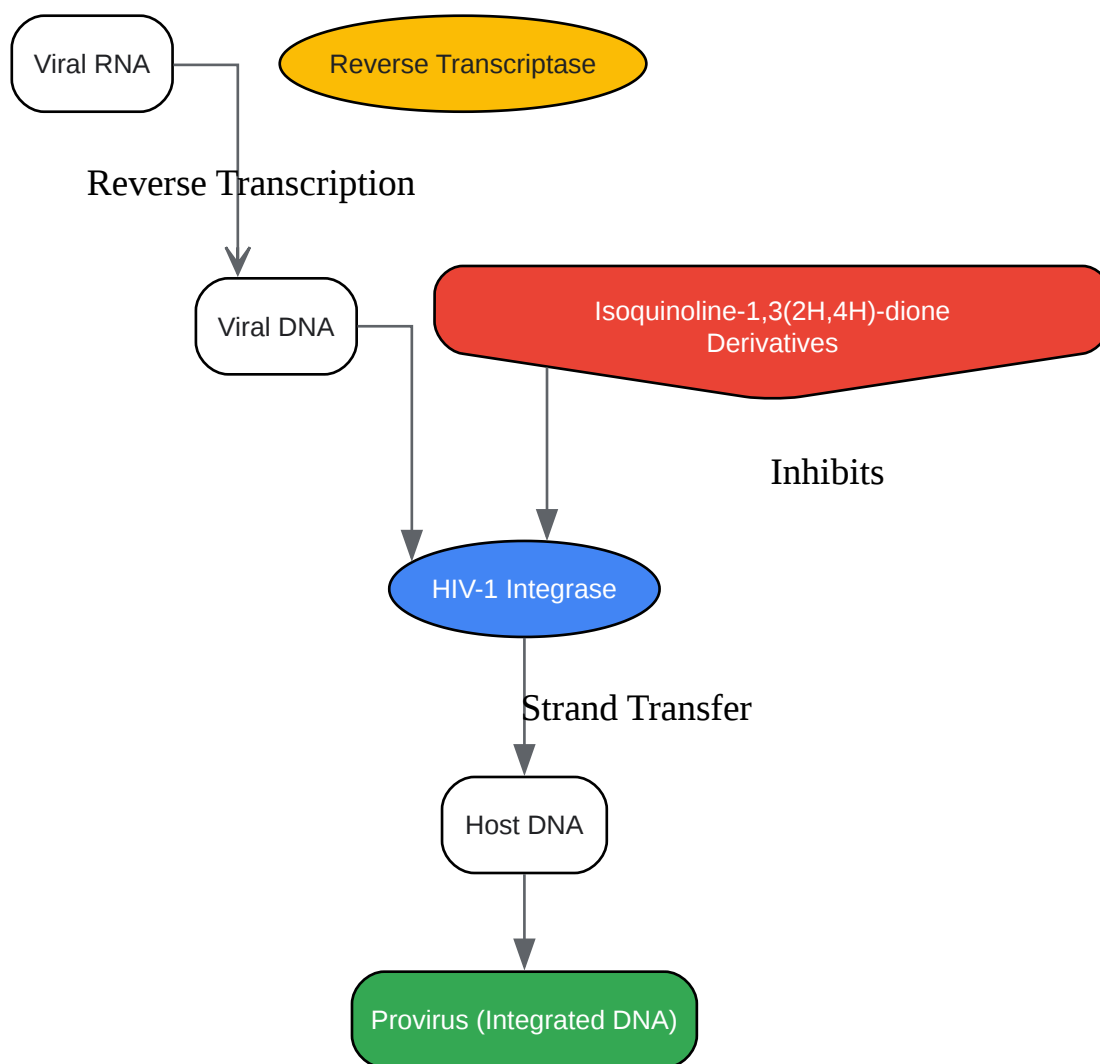 Viral RNA
Reverse Transcriptase
Reverse Transcription
Viral DNA
Isoquinoline-1,3(2H,4H)-dione
Derivatives
Inhibits
HIV-1 Integrase
Strand Transfer
Host DNA
Provirus (Integrated DNA)